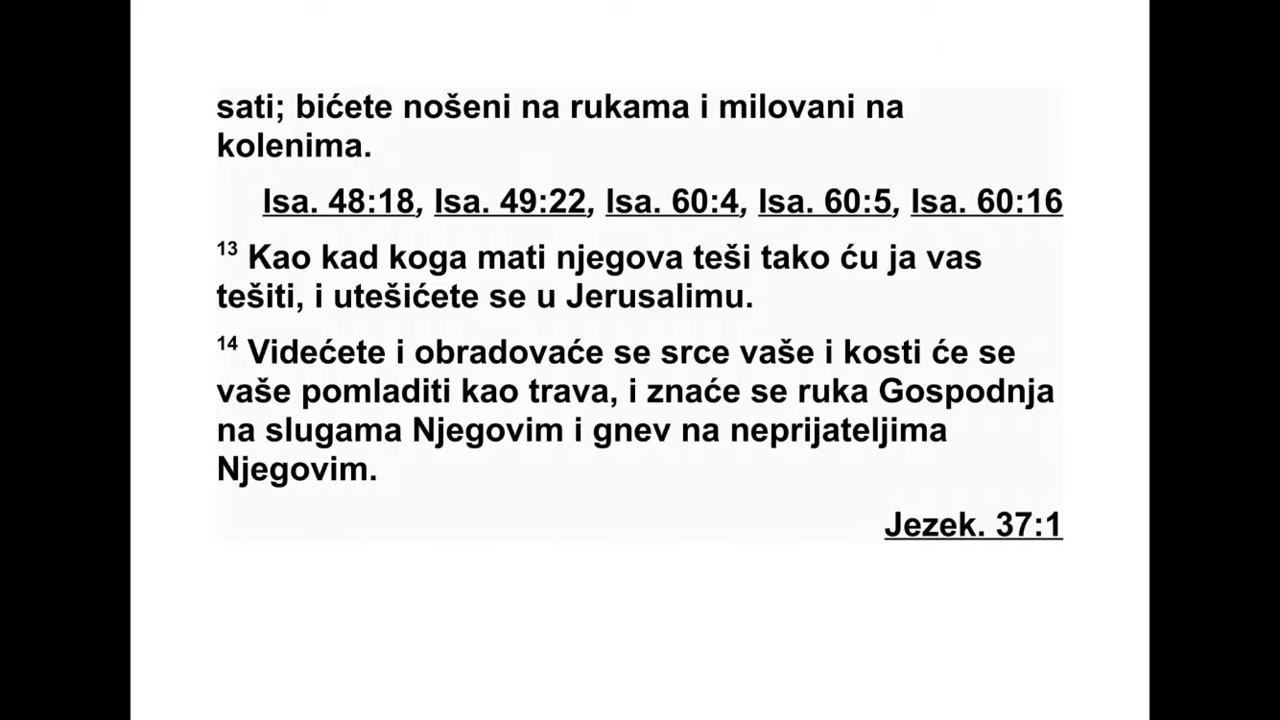 sati; bićete nošeni na rukama i milovani na
kolenima.
Isa. 48:18, Isa. 49:22, Isa. 60:4, Isa. 60:5, Isa. 60:16
13 Kao kad koga mati njegova teši tako ću ja vas
tešiti, i utešićete se u Jerusalimu.
14 Videćete i obradovaće se srce vaše i kosti će se
vaše pomladiti kao trava, i znaće se ruka Gospodnja
na slugama Njegovim i gnev na neprijateljima
Njegovim.
Jezek. 37:1